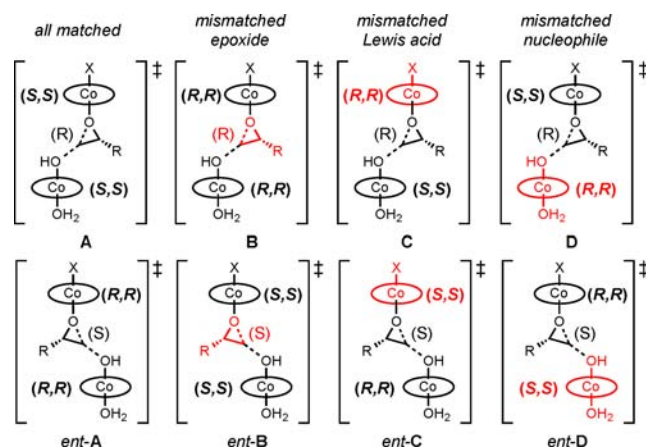 all matched
mismatched epoxide
mismatched Lewis acid
mismatched nucleophile
‡ ‡ ‡ ‡
X X X X
(S,S) Co (R,R) Co (R,R) Co (S,S) Co
O O O O
(R) (R) (R) (R)
R R R R
HO HO HO HO
Co (S,S) Co (R,R) Co (S,S) Co (R,R)
OH2 OH2 OH2 OH2
A B C D
‡ ‡ ‡ ‡
X X X X
Co (R,R) Co (S,S) Co (S,S) Co (R,R)
O O O O
(S) (S) (S) (S)
R R R R
OH OH OH OH
(R,R) Co (S,S) Co (R,R) Co (S,S) Co
OH2 OH2 OH2 OH2
ent-A ent-B ent-C ent-D